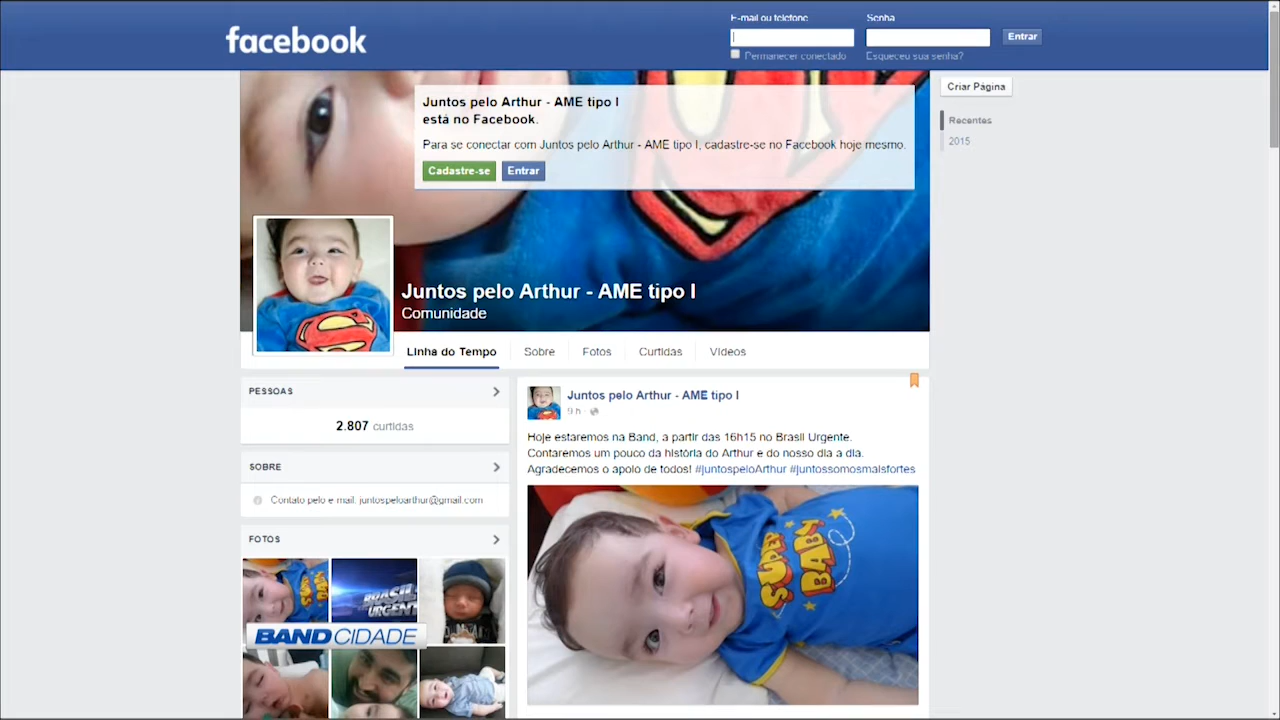 facebook
E-mail ou telefone
Senha
Entrar
Permanecer conectado
Esqueceu sua senha?
Juntos pelo Arthur - AME tipo I
está no Facebook.
Para se conectar com Juntos pelo Arthur - AME tipo I, cadastre-se no Facebook hoje mesmo.
Cadastre-se
Entrar
Criar Página
Recentes
2015
Juntos pelo Arthur - AME tipo I
Comunidade
Linha do Tempo
Sobre
Fotos
Curtidas
Vídeos
PESSOAS
2.807 curtidas
SOBRE
Contato pelo e mail: juntospeloarthur@gmail.com
FOTOS
BRASIL
URGENTE
BAND CIDADE
Juntos pelo Arthur - AME tipo I
9 h
Hoje estaremos na Band, a partir das 16h15 no Brasil Urgente.
Contaremos um pouco da história do Arthur e do nosso dia a dia.
Agradecemos o apoio de todos! #juntospeloArthur #juntossomosmaisfortes
SUPER
BABY